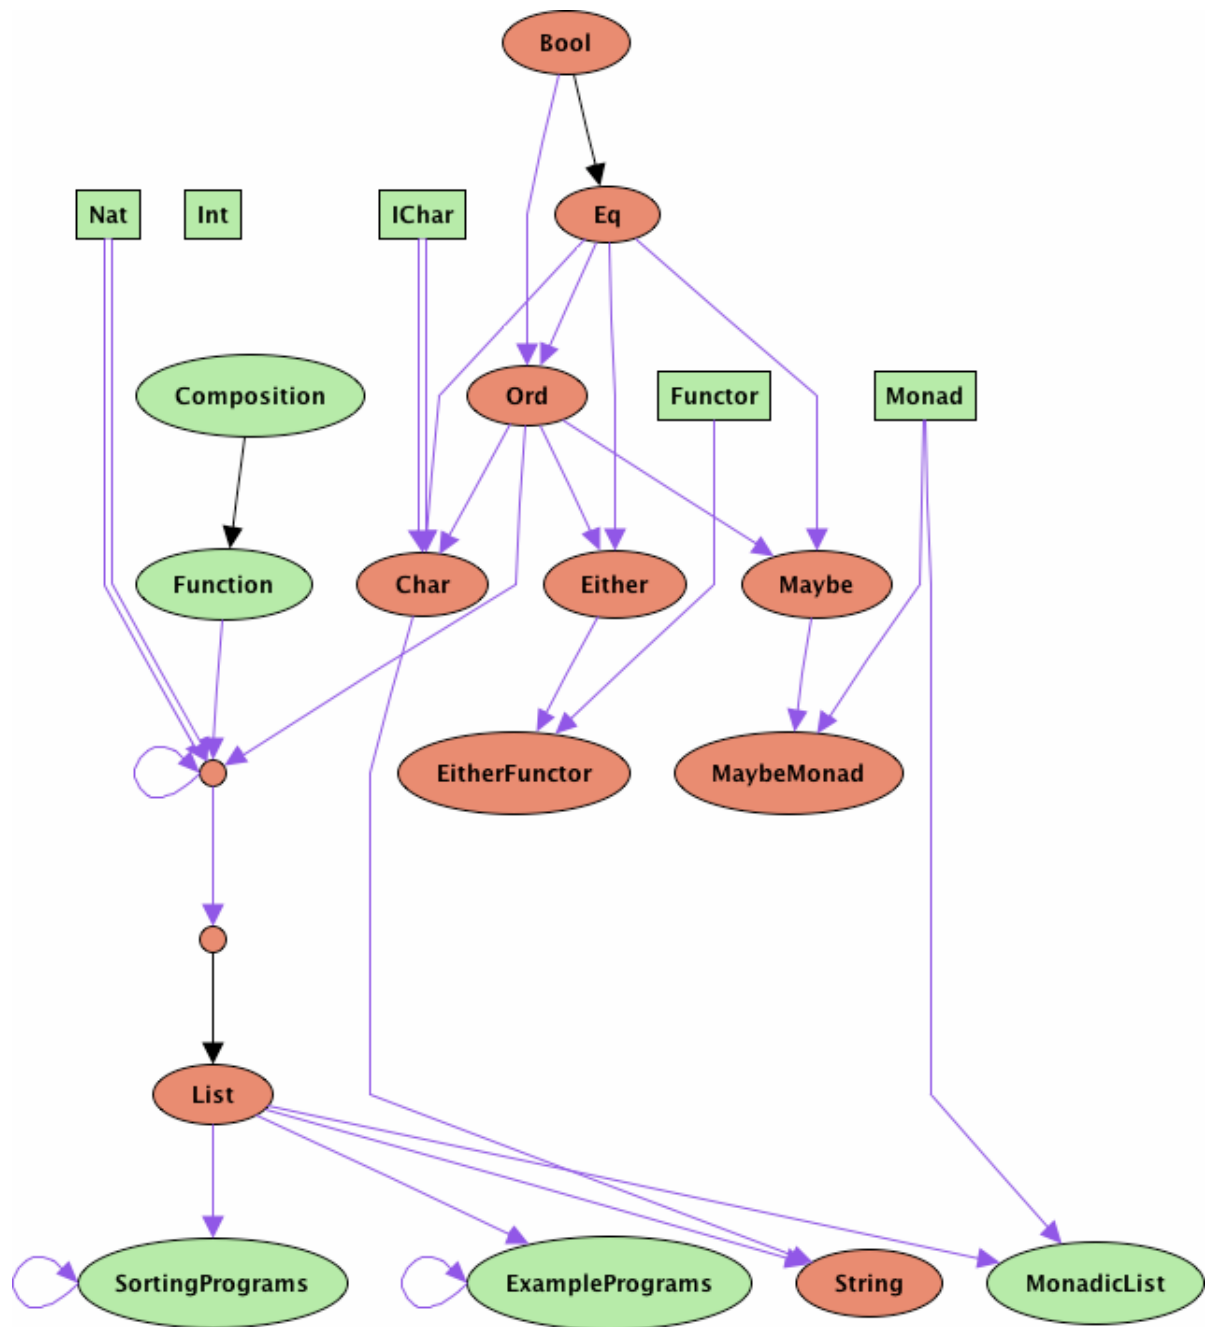 Bool
Nat
Int
IChar
Eq
Composition
Ord
Functor
Monad
Function
Char
Either
Maybe
EitherFunctor
MaybeMonad
List
SortingPrograms
ExamplePrograms
String
MonadicList